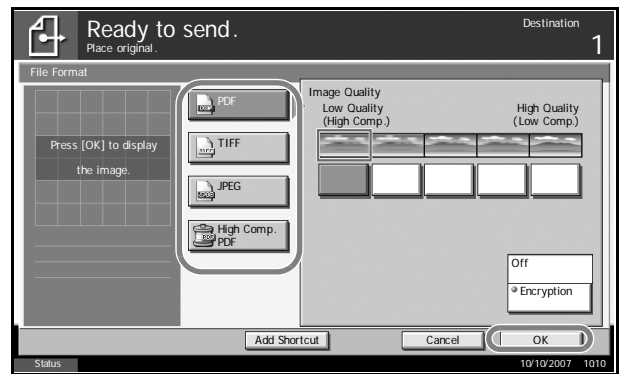 Ready to send.
Destination
Place original.
1
File Format
Press [OK] to display
the image.
PDF
TIFF
JPEG
High Comp.
PDF
Image Quality
Low Quality
(High Comp.)
High Quality
(Low Comp.)
Off
Encryption
Add Shortcut
Cancel
OK
Status
10/10/2007 10:10